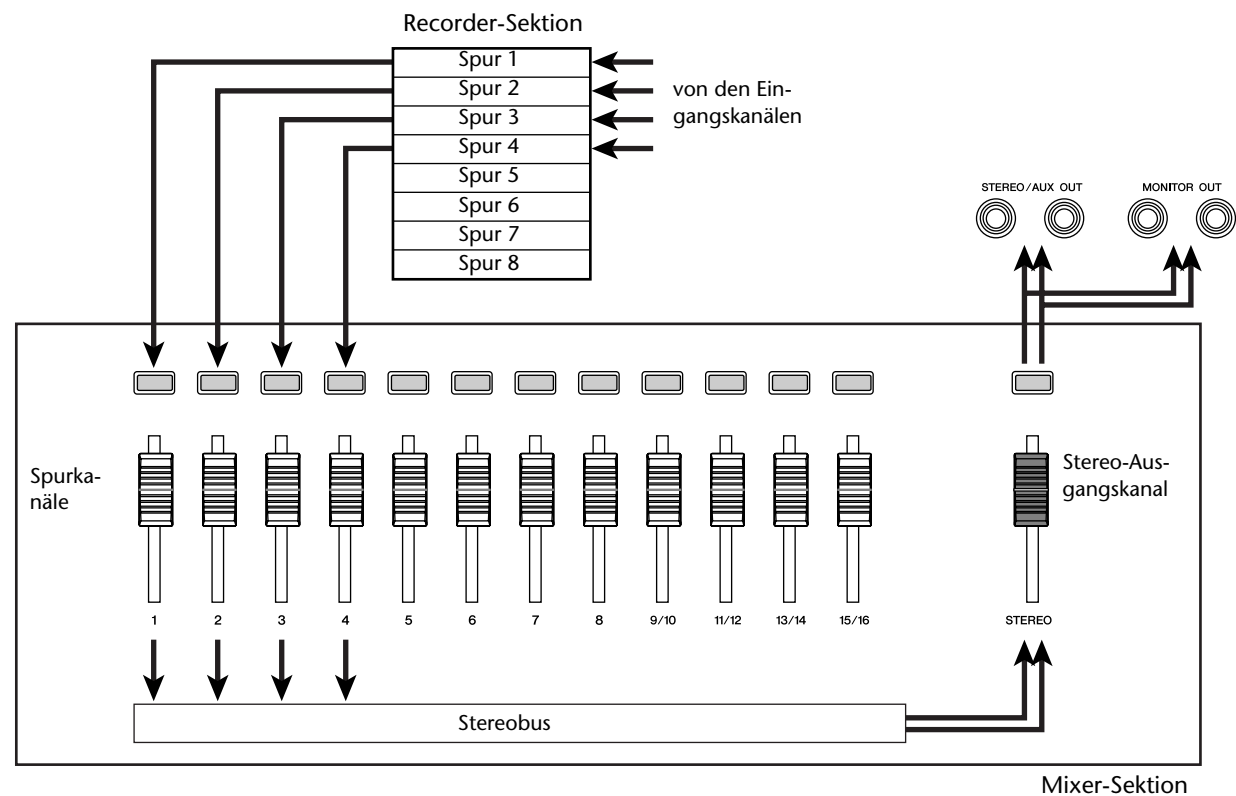 Recorder-Sektion
Spur 1
Spur 2
Spur 3
Spur 4
Spur 5
Spur 6
Spur 7
Spur 8
von den Ein-
gangskanälen
STEREO/AUX OUT
MONITOR OUT
Spurka-
näle
Stereo-Aus-
gangskanal
1
2
3
4
5
6
7
8
9/10
11/12
13/14
15/16
STEREO
Stereobus
Mixer-Sektion